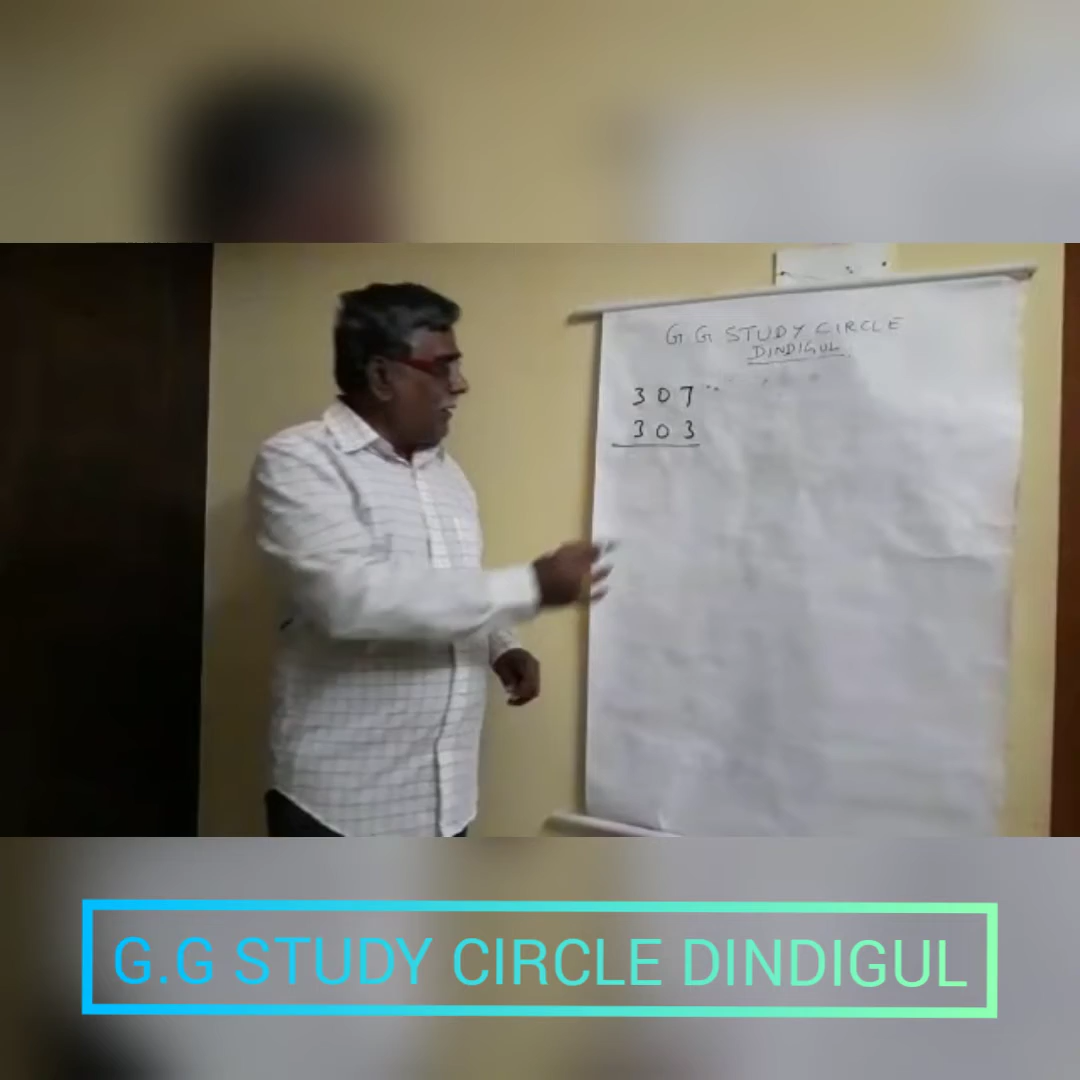 G G STUDY CIRCLE
DINDIGUL
307
303
G.G STUDY CIRCLE DINDIGUL